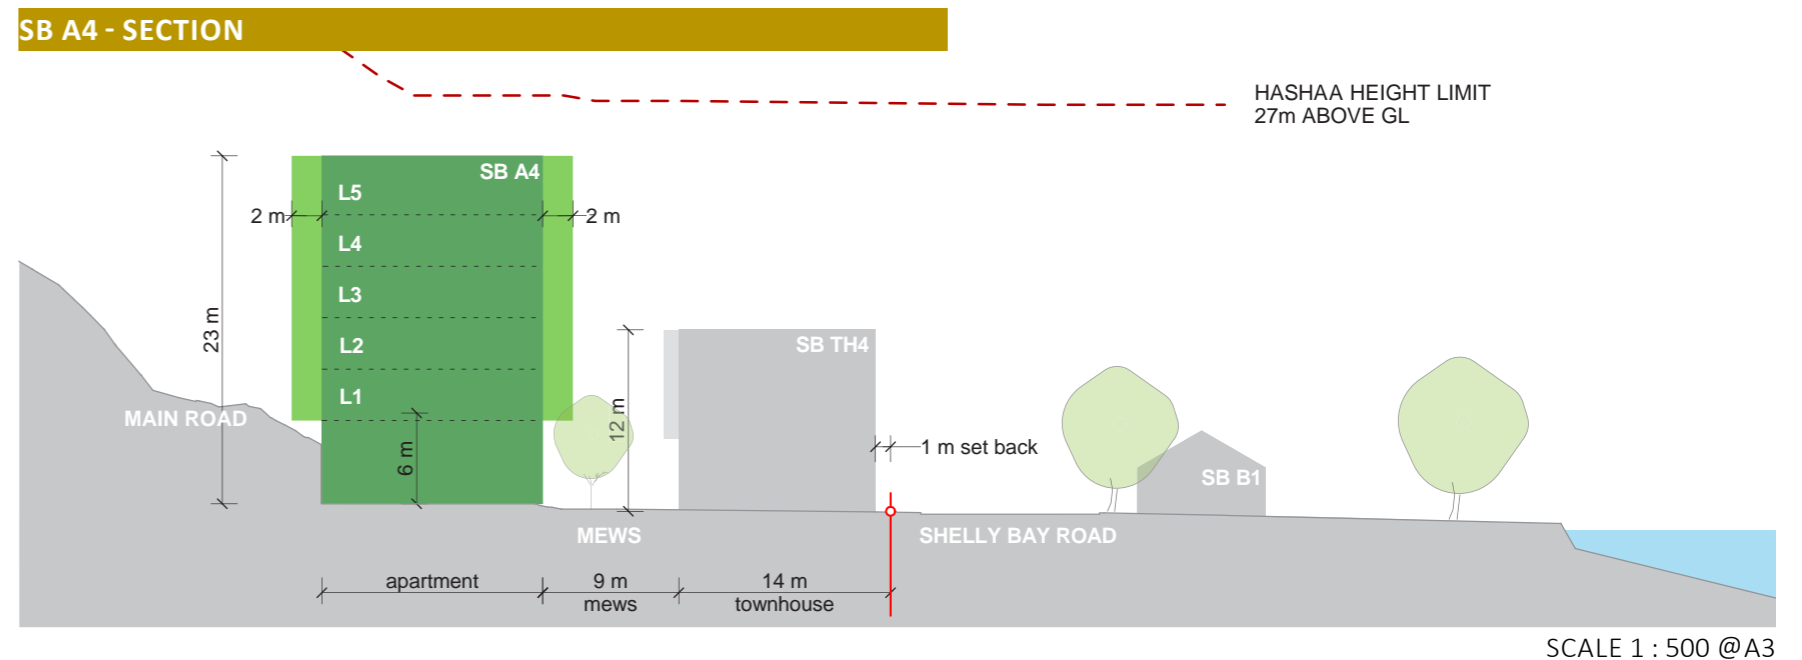 SB A4 - SECTION
HASHAA HEIGHT LIMIT
27m ABOVE GL
SB A4
L5
2 m
2 m
L4
L3
23 m
L2
SB TH4
L1
MAIN ROAD
12 m
6 m
1 m set back
SB B1
MEWS
SHELLY BAY ROAD
apartment
9 m
mews
14 m
townhouse
SCALE 1 : 500 @A3